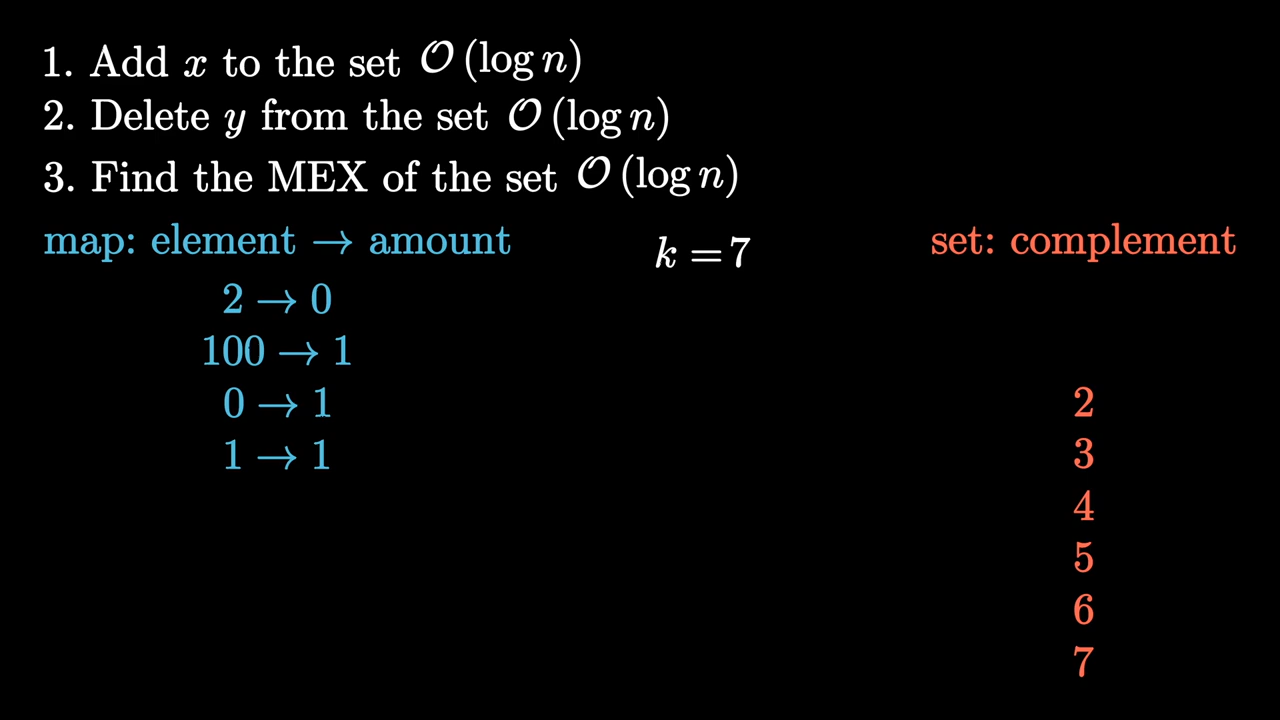 1. Add x to the set 𝒪 (log n)
2. Delete y from the set 𝒪 (log n)
3. Find the MEX of the set 𝒪 (log n)
map: element → amount
k = 7
set: complement
2 → 0
100 → 1
0 → 1
1 → 1
2
3
4
5
6
7